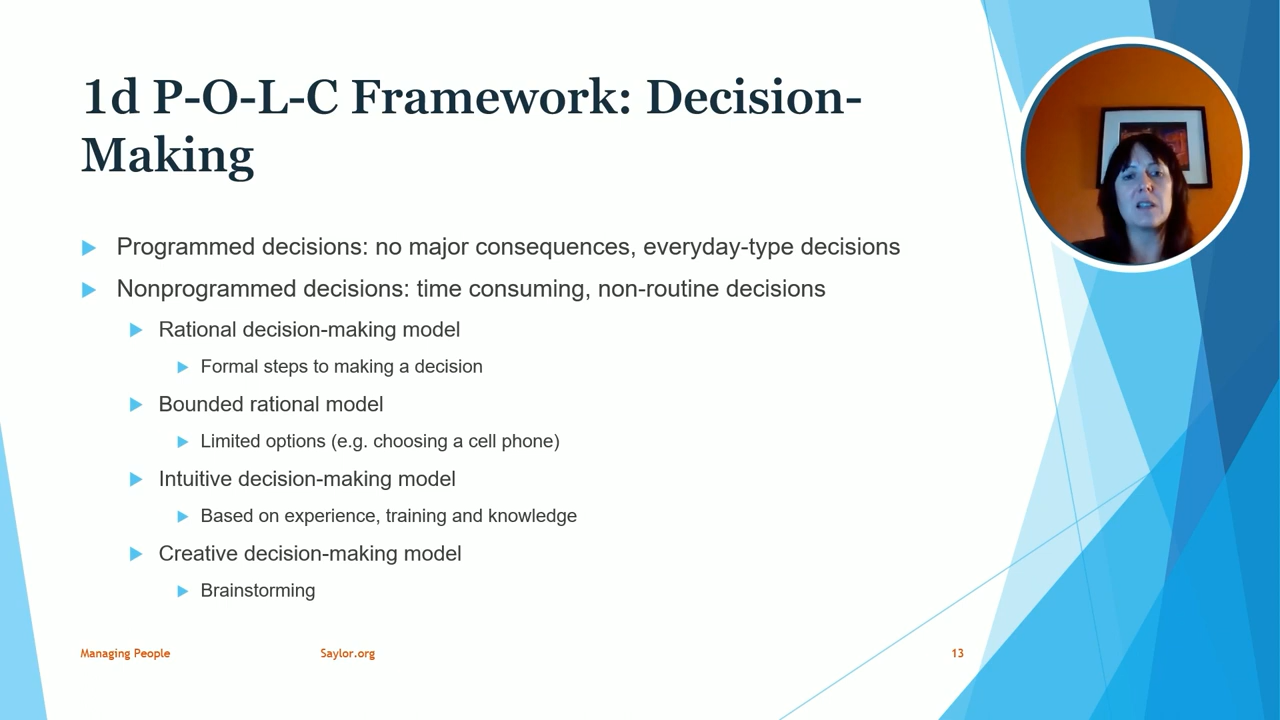 1d P-O-L-C Framework: Decision-
Making
Programmed decisions: no major consequences, everyday-type decisions
Nonprogrammed decisions: time consuming, non-routine decisions
Rational decision-making model
Formal steps to making a decision
Bounded rational model
Limited options (e.g. choosing a cell phone)
Intuitive decision-making model
Based on experience, training and knowledge
Creative decision-making model
Brainstorming
Managing People
Saylor.org
13